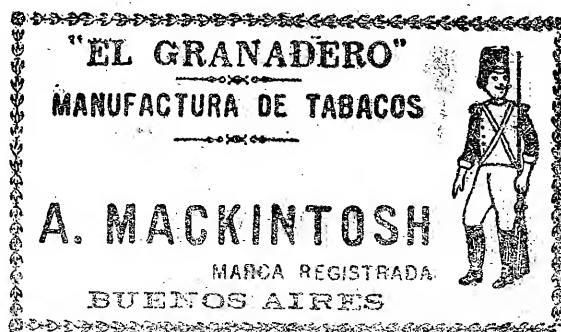 "EL GRANADERO"
MANUFACTURA DE TABACOS
A. MACKINTOSH
MARCA REGISTRADA
BUENOS AIRES